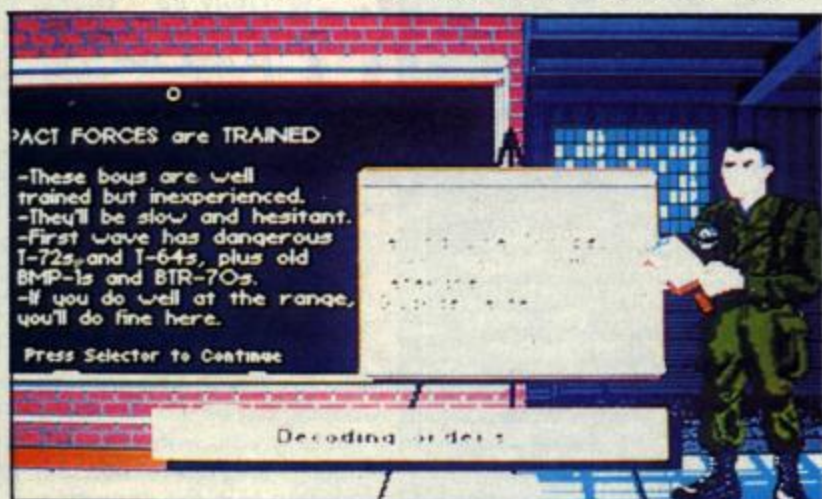 PACT FORCES are TRAINED
-These boys are well
trained but inexperienced.
-They'll be slow and hesitant.
-First wave has dangerous
T-72s and T-64s, plus old
BMP-1s and BTR-70s.
-If you do well at the range,
you'll do fine here.
Press Selector to Continue
Decoding orders